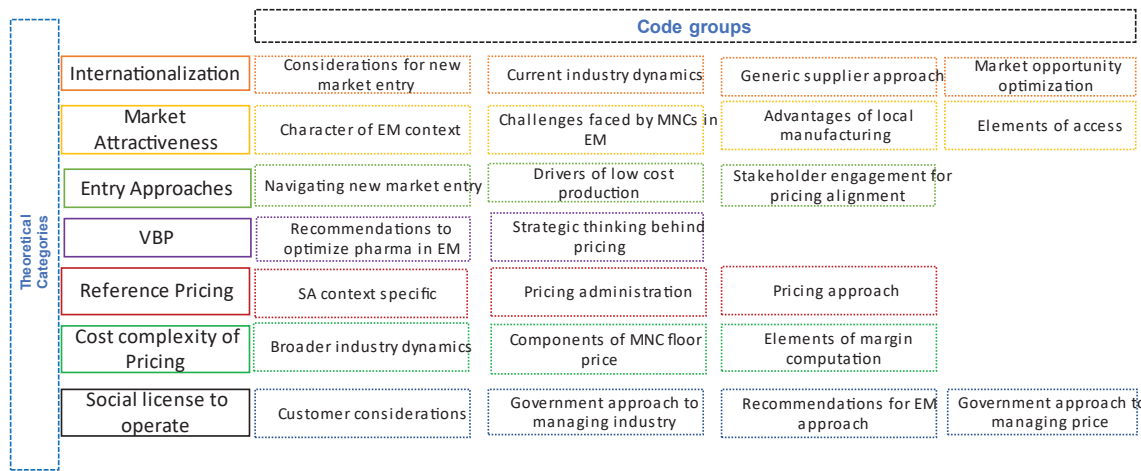 Code groups
Theoretical
Categories
Internationalization
Considerations for new
market entry
Current industry dynamics
Generic supplier approach
Market opportunity
optimization
Market
Attractiveness
Character of EM context
Challenges faced by MNCs in
EM
Advantages of local
manufacturing
Elements of access
Entry Approaches
Navigating new market entry
Drivers of low cost
production
Stakeholder engagement for
pricing alignment
VBP
Recommendations to
optimize pharma in EM
Strategic thinking behind
pricing
Reference Pricing
SA context specific
Pricing administration
Pricing approach
Cost complexity of
Pricing
Broader industry dynamics
Components of MNC floor
price
Elements of margin
computation
Social license to
operate
Customer considerations
Government approach to
managing industry
Recommendations for EM
approach
Government approach to
managing price